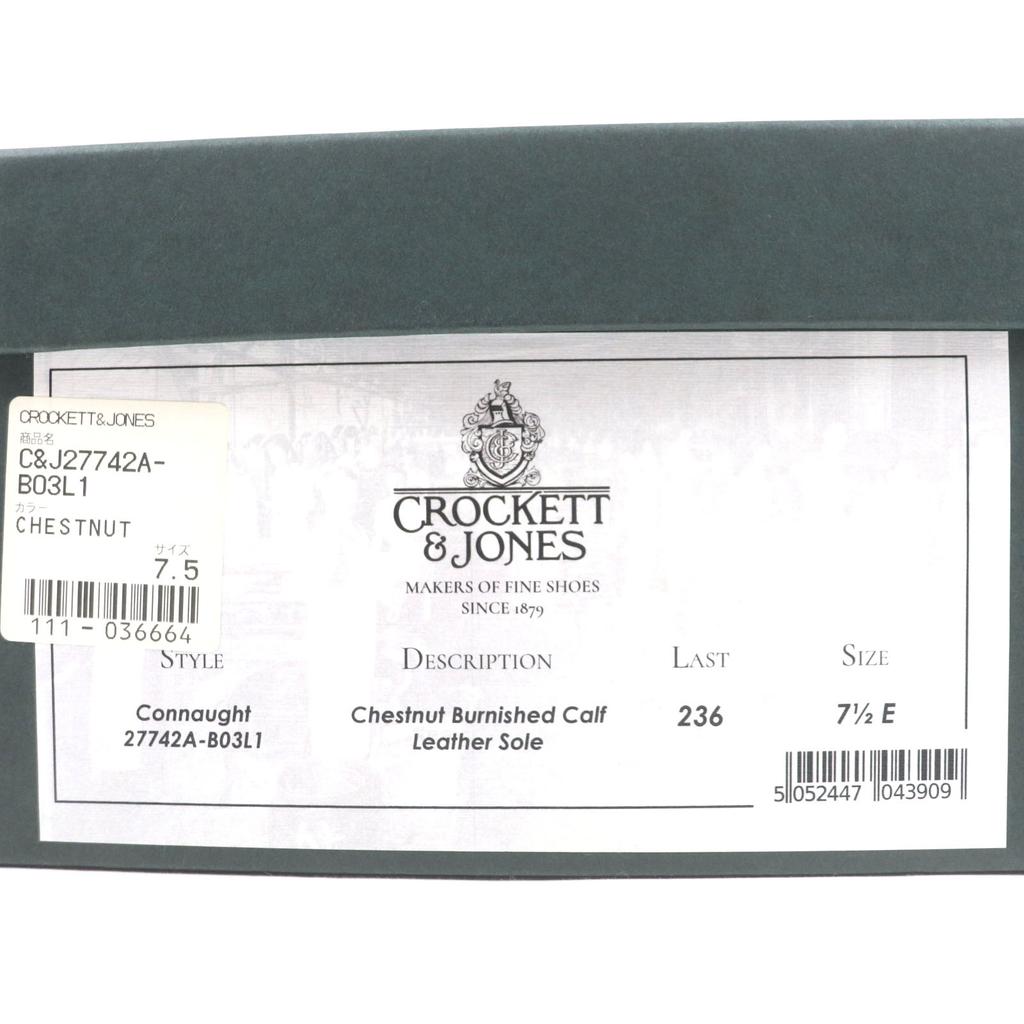 CROCKETT&JONES
商品名
C&J27742A-
B03L1
カラー
CHESTNUT
サイズ
7.5
111-036664
CROCKETT
& JONES
MAKERS OF FINE SHOES
SINCE 1879
STYLE DESCRIPTION LAST SIZE
Connaught Chestnut Burnished Calf 236 7½ E
27742A-B03L1 Leather Sole
5 052447 043909